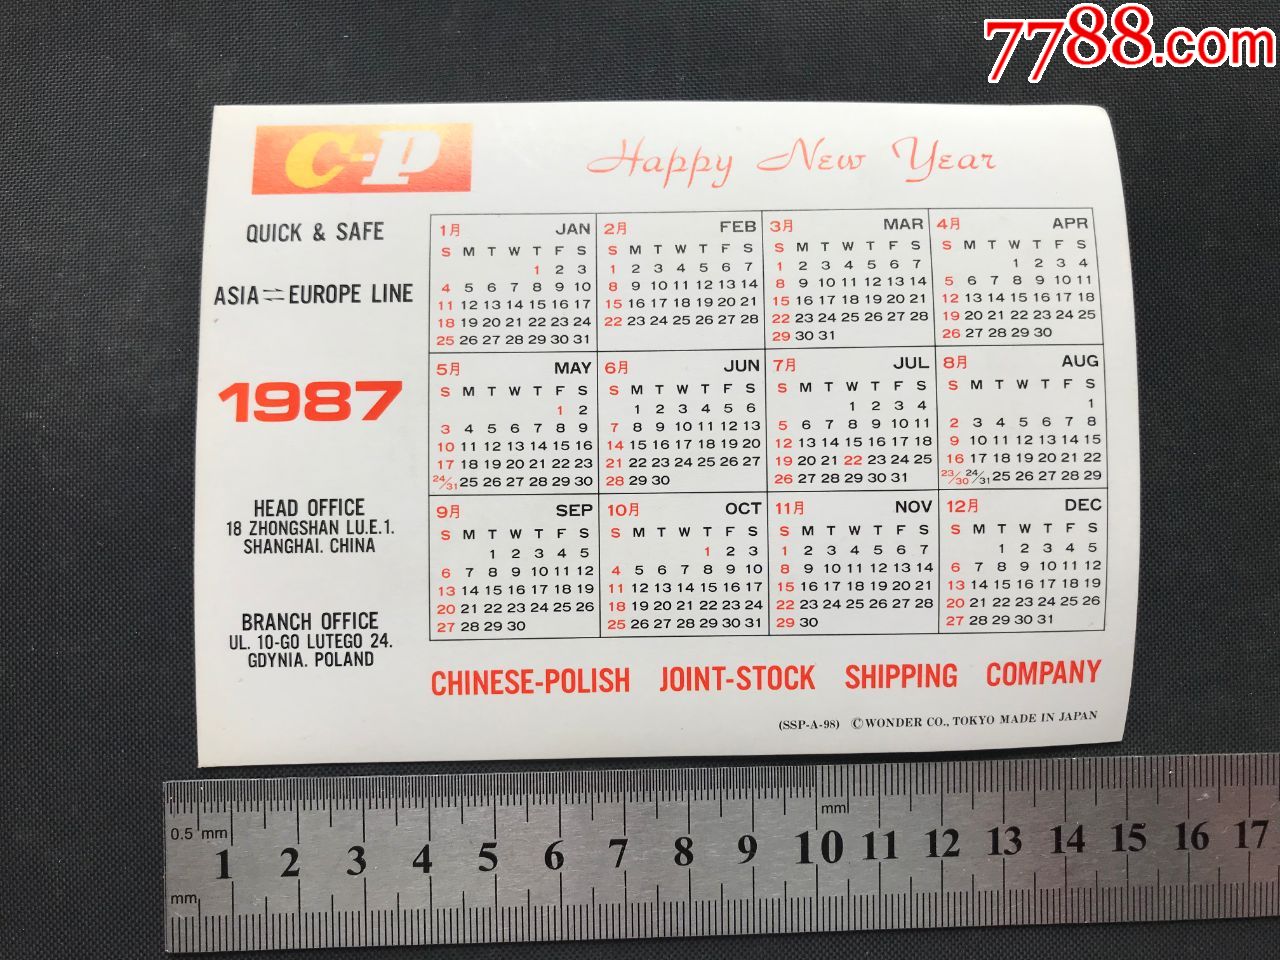 7788.com
C-P
Happy New Year
QUICK & SAFE
ASIA ⇌ EUROPE LINE
1987
HEAD OFFICE
18 ZHONGSHAN LU.E.1.
SHANGHAI. CHINA
BRANCH OFFICE
UL. 10-GO LUTEGO 24.
GDYNIA. POLAND
1月 JAN
S M T W T F S
1 2 3
4 5 6 7 8 9 10
11 12 13 14 15 16 17
18 19 20 21 22 23 24
25 26 27 28 29 30 31
2月 FEB
S M T W T F S
1 2 3 4 5 6 7
8 9 10 11 12 13 14
15 16 17 18 19 20 21
22 23 24 25 26 27 28
3月 MAR
S M T W T F S
1 2 3 4 5 6 7
8 9 10 11 12 13 14
15 16 17 18 19 20 21
22 23 24 25 26 27 28
29 30 31
4月 APR
S M T W T F S
1 2 3 4
5 6 7 8 9 10 11
12 13 14 15 16 17 18
19 20 21 22 23 24 25
26 27 28 29 30
5月 MAY
S M T W T F S
1 2
3 4 5 6 7 8 9
10 11 12 13 14 15 16
17 18 19 20 21 22 23
24/31 25 26 27 28 29 30
6月 JUN
S M T W T F S
1 2 3 4 5 6
7 8 9 10 11 12 13
14 15 16 17 18 19 20
21 22 23 24 25 26 27
28 29 30
7月 JUL
S M T W T F S
1 2 3 4
5 6 7 8 9 10 11
12 13 14 15 16 17 18
19 20 21 22 23 24 25
26 27 28 29 30 31
8月 AUG
S M T W T F S
1
2 3 4 5 6 7 8
9 10 11 12 13 14 15
16 17 18 19 20 21 22
23/30 24/31 25 26 27 28 29
9月 SEP
S M T W T F S
1 2 3 4 5
6 7 8 9 10 11 12
13 14 15 16 17 18 19
20 21 22 23 24 25 26
27 28 29 30
10月 OCT
S M T W T F S
1 2 3
4 5 6 7 8 9 10
11 12 13 14 15 16 17
18 19 20 21 22 23 24
25 26 27 28 29 30 31
11月 NOV
S M T W T F S
1 2 3 4 5 6 7
8 9 10 11 12 13 14
15 16 17 18 19 20 21
22 23 24 25 26 27 28
29 30
12月 DEC
S M T W T F S
1 2 3 4 5
6 7 8 9 10 11 12
13 14 15 16 17 18 19
20 21 22 23 24 25 26
27 28 29 30 31
CHINESE-POLISH JOINT-STOCK SHIPPING COMPANY
(SSP-A-98) ©WONDER CO., TOKYO MADE IN JAPAN
0.5 mm
mm
1 2 3 4 5 6 7 8 9 10 11 12 13 14 15 16 17
mm